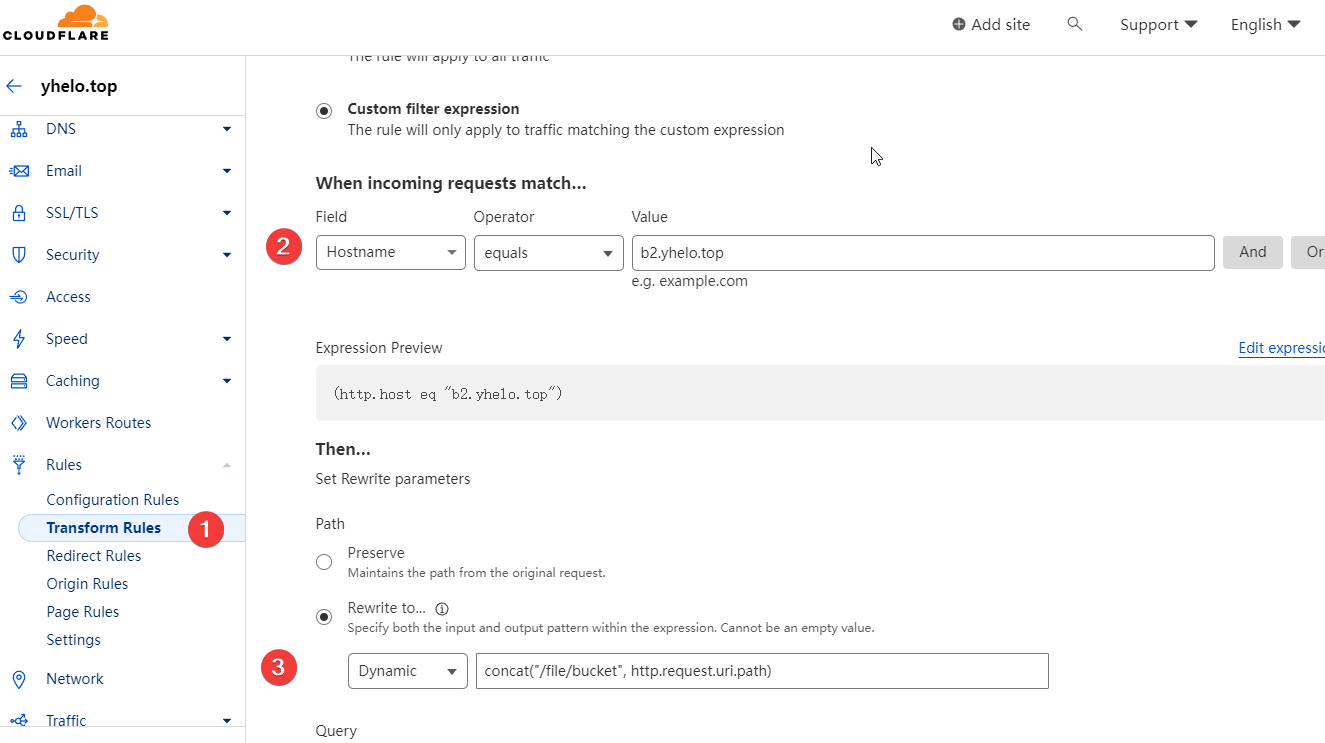 CLOUDFLARE
Add site
Support
English
yhelo.top
DNS
Email
SSL/TLS
Security
Access
Speed
Caching
Workers Routes
Rules
Configuration Rules
Transform Rules
1
Redirect Rules
Origin Rules
Page Rules
Settings
Network
Traffic
The rule will apply to all traffic
Custom filter expression
The rule will only apply to traffic matching the custom expression
When incoming requests match...
Field Operator Value
2 Hostname equals b2.yhelo.top And Or
e.g. example.com
Expression Preview Edit expressio
(http.host eq "b2.yhelo.top")
Then...
Set Rewrite parameters
Path
Preserve
Maintains the path from the original request.
Rewrite to...
Specify both the input and output pattern within the expression. Cannot be an empty value.
3 Dynamic concat("/file/bucket", http.request.uri.path)
Query